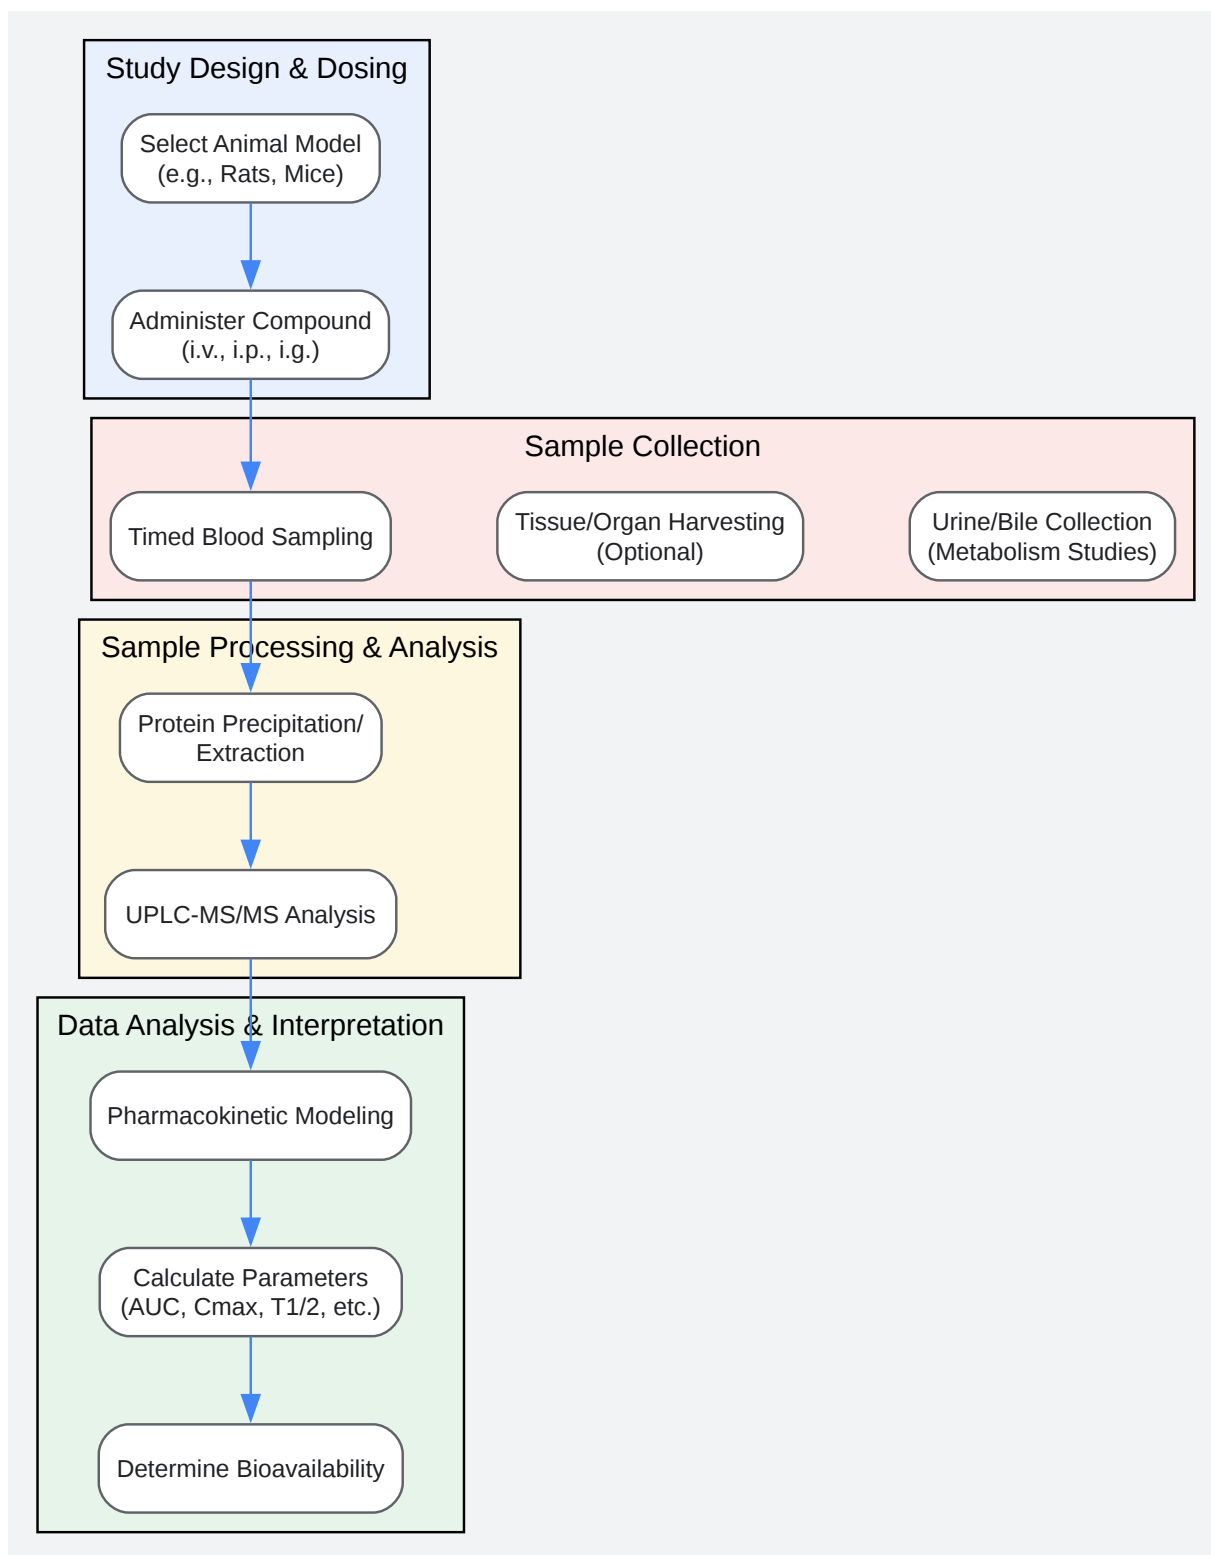 Study Design & Dosing
Select Animal Model
(e.g., Rats, Mice)
Administer Compound
(i.v., i.p., i.g.)
Sample Collection
Timed Blood Sampling
Tissue/Organ Harvesting
(Optional)
Urine/Bile Collection
(Metabolism Studies)
Sample Processing & Analysis
Protein Precipitation/
Extraction
UPLC-MS/MS Analysis
Data Analysis & Interpretation
Pharmacokinetic Modeling
Calculate Parameters
(AUC, Cmax, T1/2, etc.)
Determine Bioavailability